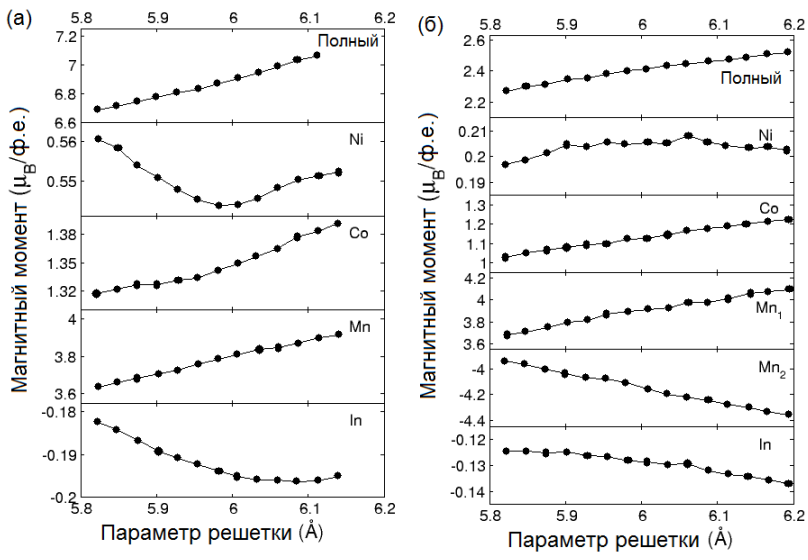 (а)
5.8 5.9 6 6.1
7.2
7
6.8
6.6
Полный
0.56
0.55
Ni
1.38
1.35
1.32
Co
4
3.8
3.6
Mn
-0.18
-0.19
-0.2
In
5.8 5.9 6 6.1
Магнитный момент (μB/ф.е.)
Параметр решетки (Å)
(б)
5.8 5.9 6 6.1 6.2
2.6
2.4
2.2
Полный
0.21
0.2
0.19
Ni
1.3
1.2
1.1
1
Co
4.2
4
3.8
3.6
Mn1
-4
-4.2
-4.4
Mn2
-0.12
-0.13
-0.14
In
5.8 5.9 6 6.1 6.2
Магнитный момент (μB/ф.е.)
Параметр решетки (Å)